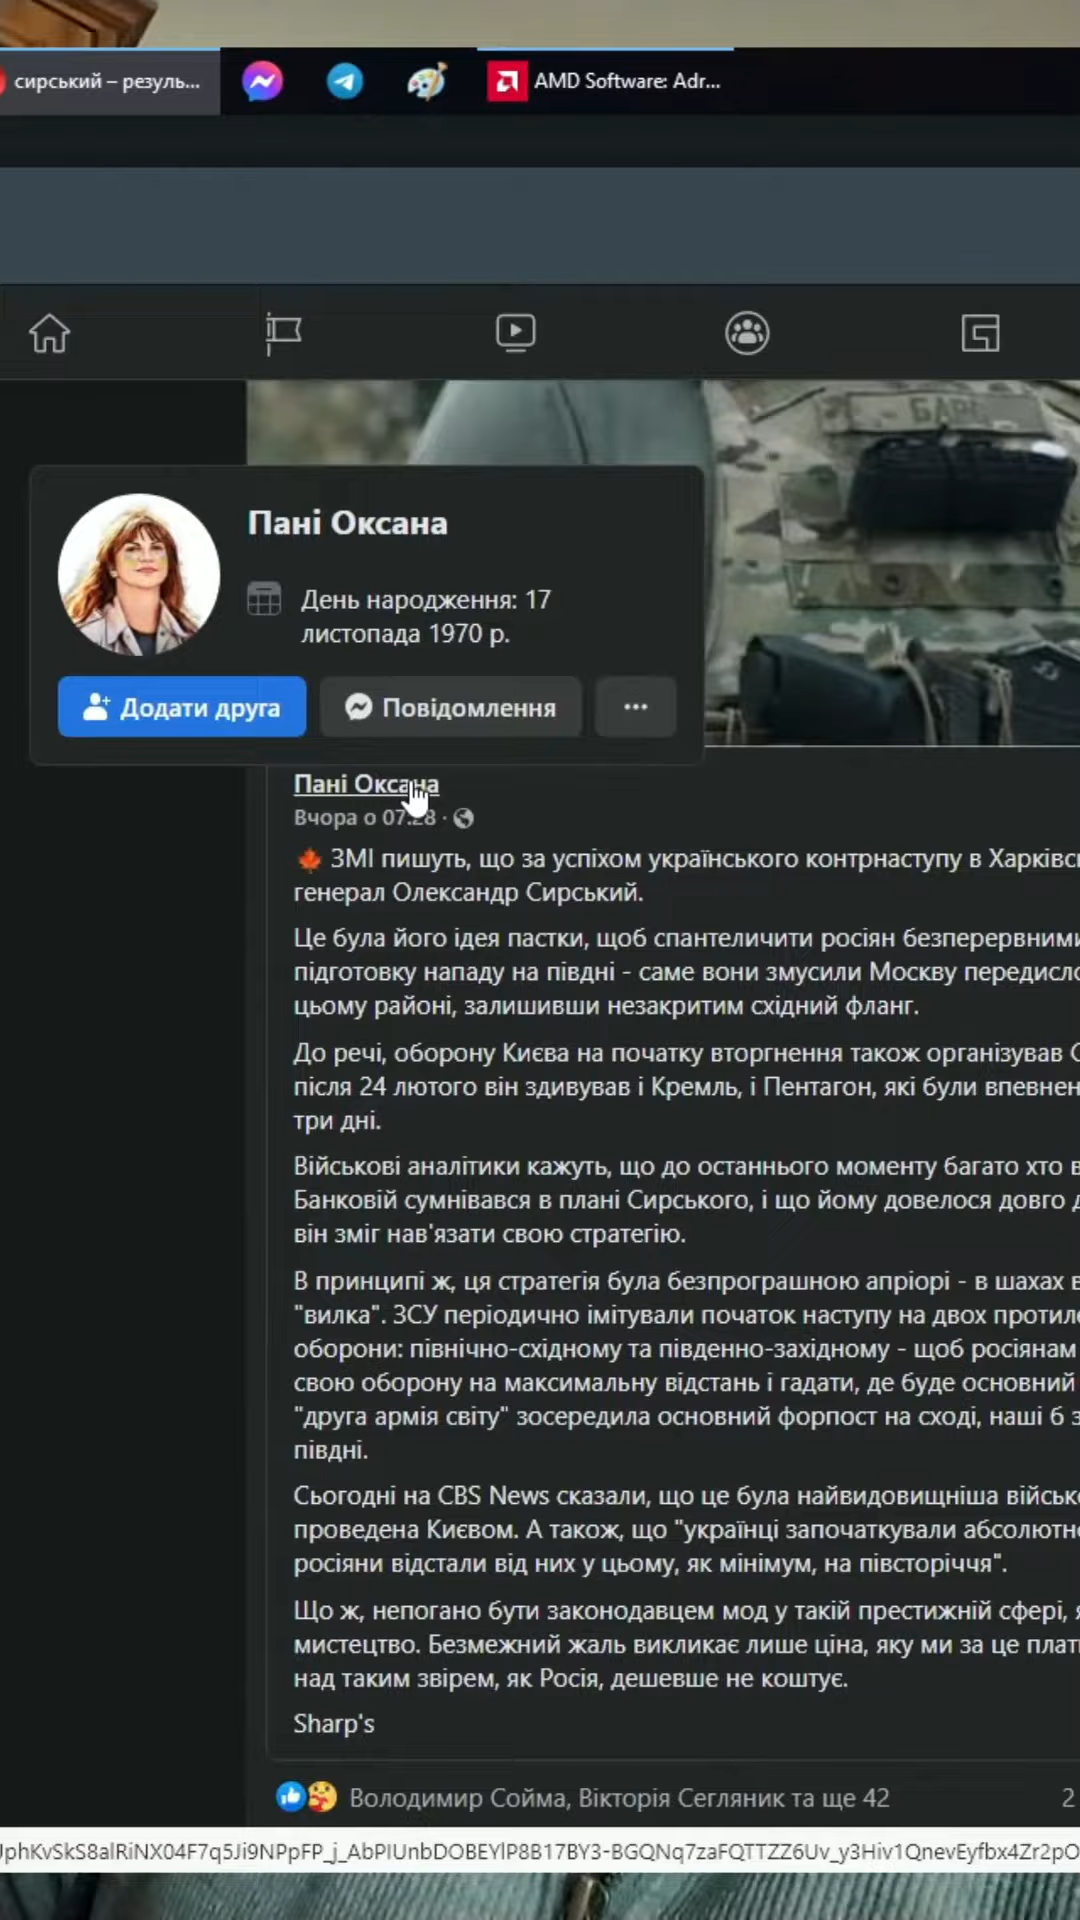 сирський – резуль...
AMD Software: Adr...
БАРС
Пані Оксана
День народження: 17
листопада 1970 р.
Додати друга
Повідомлення
Пані Оксана
Вчора о 07:28
ЗМІ пишуть, що за успіхом українського контрнаступу в Харківсь
генерал Олександр Сирський.
Це була його ідея пастки, щоб спантеличити росіян безперервними
підготовку нападу на півдні - саме вони змусили Москву передисло
цьому районі, залишивши незакритим східний фланг.
До речі, оборону Києва на початку вторгнення також організував С
після 24 лютого він здивував і Кремль, і Пентагон, які були впевнен
три дні.
Військові аналітики кажуть, що до останнього моменту багато хто в
Банковій сумнівався в плані Сирського, і що йому довелося довго д
він зміг нав'язати свою стратегію.
В принципі ж, ця стратегія була безпрограшною апріорі - в шахах в
"вилка". ЗСУ періодично імітували початок наступу на двох протиле
оборони: північно-східному та південно-західному - щоб росіянам
свою оборону на максимальну відстань і гадати, де буде основний
"друга армія світу" зосередила основний форпост на сході, наші б з
півдні.
Сьогодні на CBS News сказали, що це була найвидовищніша військо
проведена Києвом. А також, що "українці започаткували абсолютно
росіяни відстали від них у цьому, як мінімум, на півсторіччя".
Що ж, непогано бути законодавцем мод у такій престижній сфері, я
мистецтво. Безмежний жаль викликає лише ціна, яку ми за це плат
над таким звірем, як Росія, дешевше не коштує.
Sharp's
Володимир Сойма, Вікторія Сегляник та ще 42
2
JphKvSkS8alRiNX04F7q5Ji9NPpFP_j_AbPIUnbDOBEYlP8B17BY3-BGQNq7zaFQTTZZ6Uv_y3Hiv1QnevEyfbx4Zr2pO